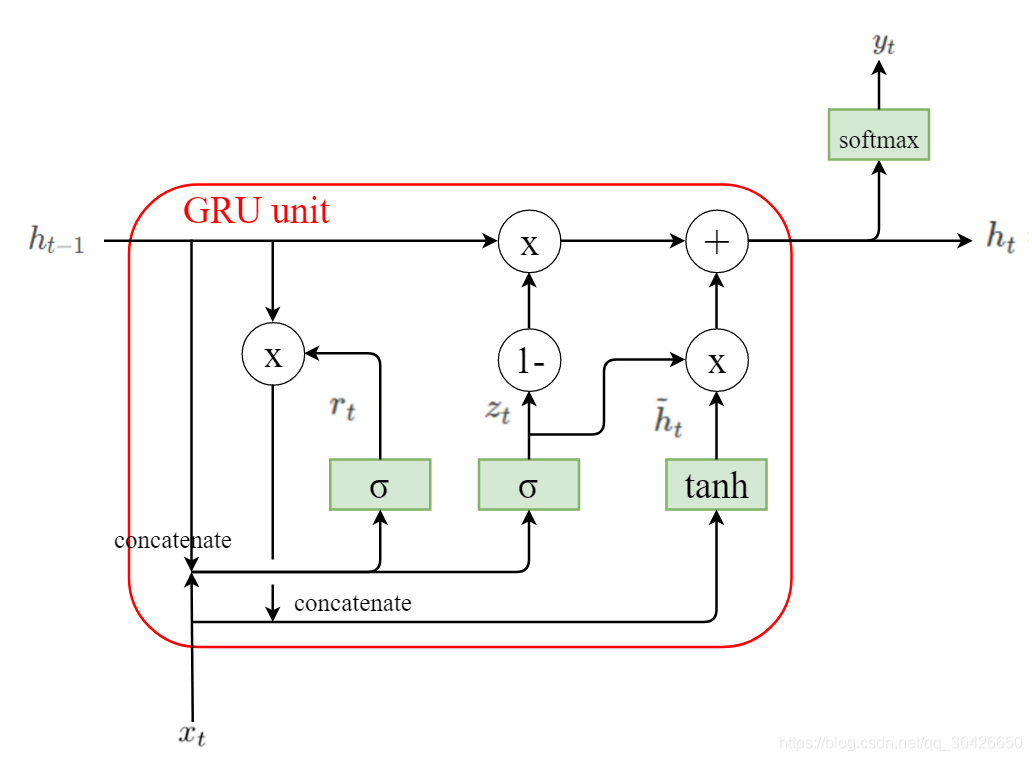 y_t
softmax
GRU unit
h_{t-1}
x
+
h_t
x
1-
x
r_t
z_t
\tilde{h}_t
σ
σ
tanh
concatenate
concatenate
x_t
https://blog.csdn.net/qq_36426650